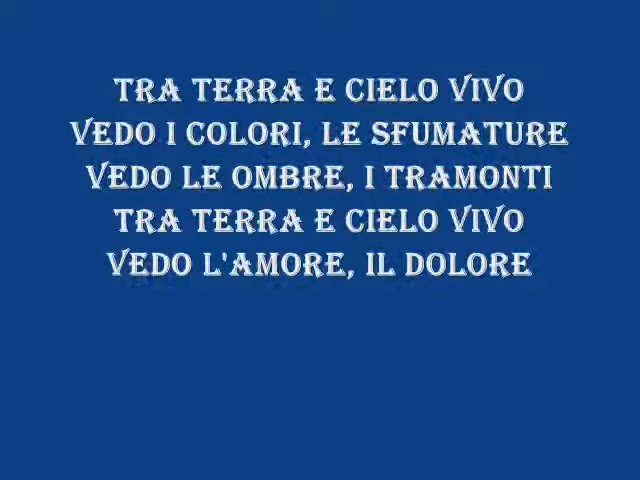 TRA TERRA E CIELO VIVO
VEDO I COLORI, LE SFUMATURE
VEDO LE OMBRE, I TRAMONTI
TRA TERRA E CIELO VIVO
VEDO L'AMORE, IL DOLORE